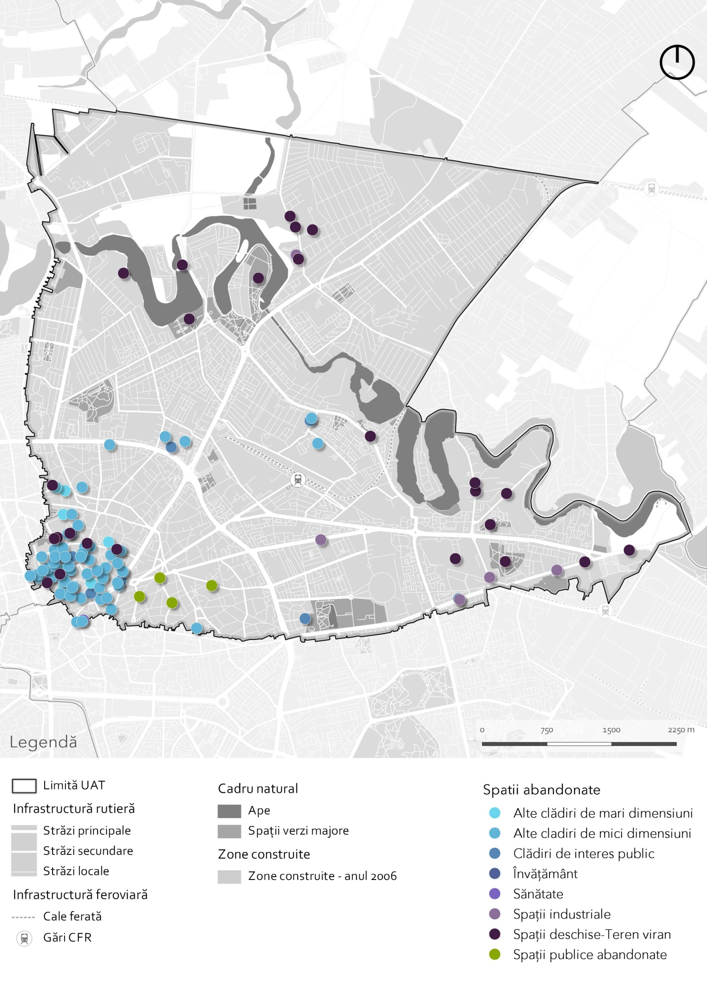 0 750 1500 2250 m
Legendă
Limită UAT
Infrastructură rutieră
Străzi principale
Străzi secundare
Străzi locale
Infrastructură feroviară
Cale ferată
Gări CFR
Cadru natural
Ape
Spații verzi majore
Zone construite
Zone construite - anul 2006
Spatii abandonate
Alte clădiri de mari dimensiuni
Alte cladiri de mici dimensiuni
Clădiri de interes public
Învățământ
Sănătate
Spații industriale
Spații deschise-Teren viran
Spații publice abandonate